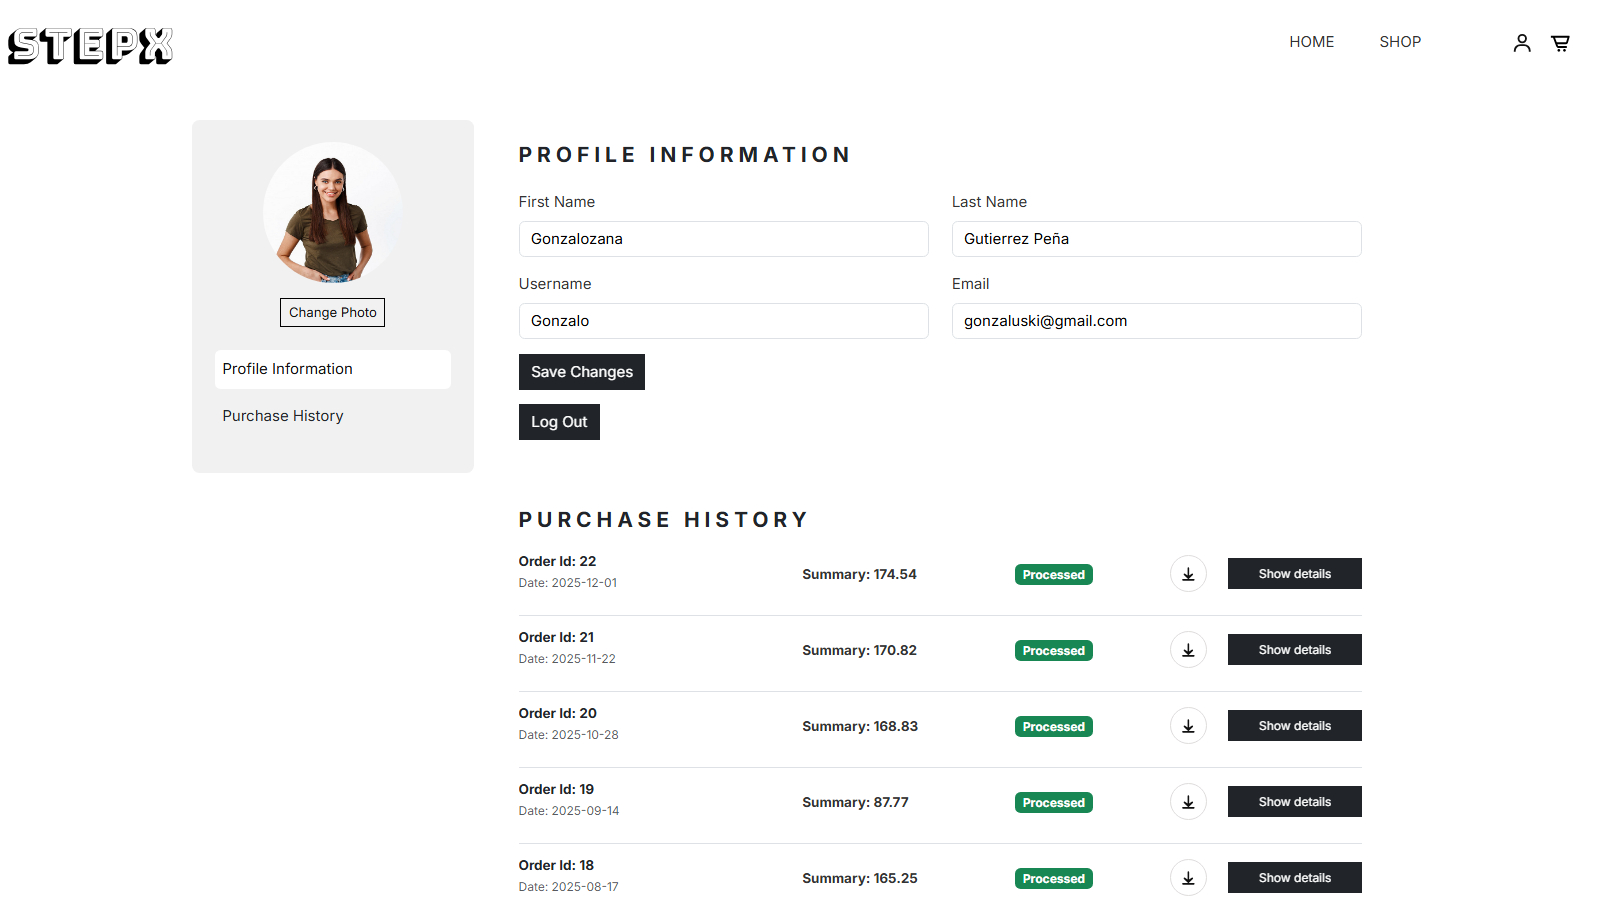 STEPX
HOME SHOP
Change Photo
Profile Information
Purchase History
PROFILE INFORMATION
First Name Last Name
Gonzalozana Gutierrez Peña
Username Email
Gonzalo gonzaluski@gmail.com
Save Changes
Log Out
PURCHASE HISTORY
Order Id: 22
Date: 2025-12-01
Summary: 174.54 Processed Show details
Order Id: 21
Date: 2025-11-22
Summary: 170.82 Processed Show details
Order Id: 20
Date: 2025-10-28
Summary: 168.83 Processed Show details
Order Id: 19
Date: 2025-09-14
Summary: 87.77 Processed Show details
Order Id: 18
Date: 2025-08-17
Summary: 165.25 Processed Show details